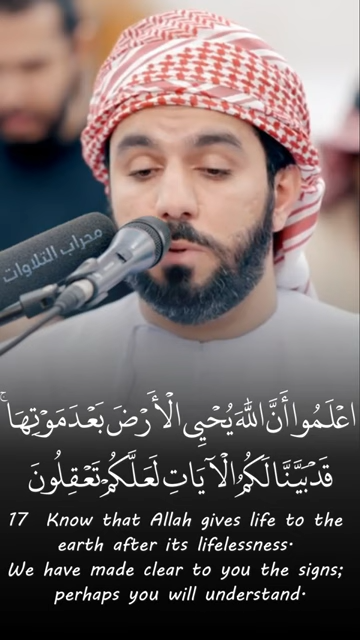 محراب التلاوات
اعْلَمُوا أَنَّ اللَّهَ يُحْيِي الْأَرْضَ بَعْدَ مَوْتِهَا ۚ
قَدْ بَيَّنَّا لَكُمُ الْآيَاتِ لَعَلَّكُمْ تَعْقِلُونَ
17 Know that Allah gives life to the
earth after its lifelessness.
We have made clear to you the signs;
perhaps you will understand.